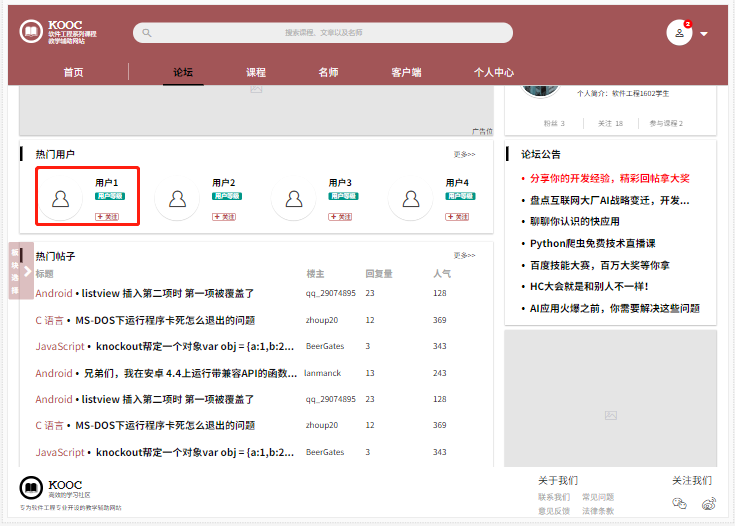 KOOC
软件工程系列课程
教学辅助网站
搜索课程、文章以及名师
2
首页 论坛 课程 名师 客户端 个人中心
个人简介：软件工程1602学生
粉丝 3 关注 18 参与课程 2
广告位
热门用户 更多>>
用户1 用户2 用户3 用户4
用户等级 用户等级 用户等级 用户等级
+ 关注 + 关注 + 关注 + 关注
论坛公告
• 分享你的开发经验，精彩回帖拿大奖
• 盘点互联网大厂AI战略变迁，开发...
• 聊聊你认识的快应用
• Python爬虫免费技术直播课
• 百度技能大赛，百万大奖等你拿
• HC大会就是和别人不一样！
• AI应用火爆之前，你需要解决这些问题
热门帖子 更多>>
标题 楼主 回复量 人气
Android • listview 插入第二项时 第一项被覆盖了 qq_29074895 23 128
C 语言 • MS-DOS下运行程序卡死怎么退出的问题 zhoup20 12 369
JavaScript • knockout帮定一个对象var obj = {a:1,b:2... BeerGates 3 343
Android • 兄弟们，我在安卓 4.4上运行带兼容API的函数... lanmanck 13 243
Android • listview 插入第二项时 第一项被覆盖了 qq_29074895 23 128
C 语言 • MS-DOS下运行程序卡死怎么退出的问题 zhoup20 12 369
JavaScript • knockout帮定一个对象var obj = {a:1,b:2... BeerGates 3 343
KOOC
高效的学习社区
专为软件工程专业开设的教学辅助网站
关于我们 关注我们
联系我们 常见问题
意见反馈 法律条款